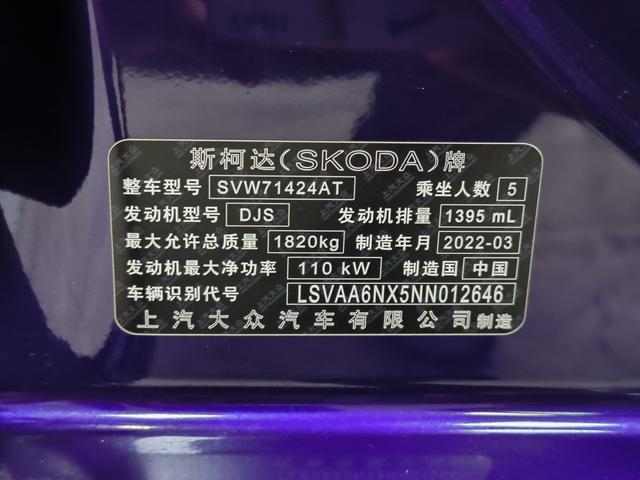 斯柯达(SKODA)牌
整车型号 SVW71424AT 乘坐人数 5
发动机型号 DJS 发动机排量 1395 mL
最大允许总质量 1820kg 制造年月 2022-03
发动机最大净功率 110 kW 制造国 中国
车辆识别代号 LSVAA6NX5NN012646
上汽大众汽车有限公司制造